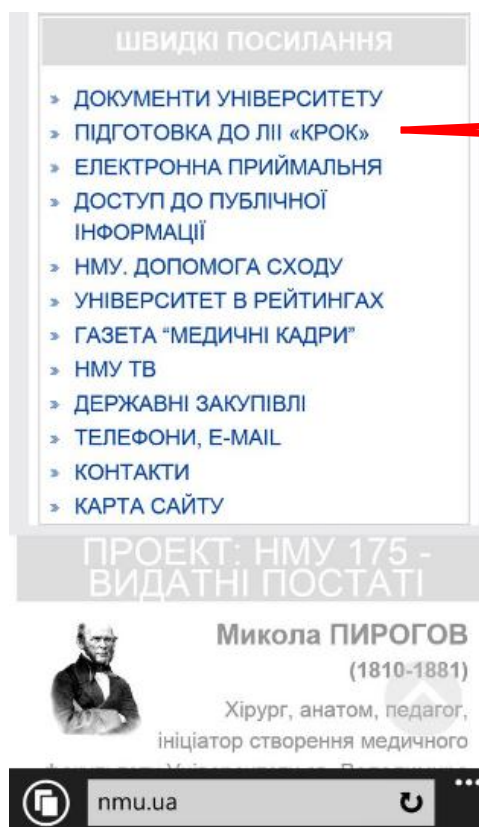 ШВИДКІ ПОСИЛАННЯ
» ДОКУМЕНТИ УНІВЕРСИТЕТУ
» ПІДГОТОВКА ДО ЛІІ «КРОК»
» ЕЛЕКТРОННА ПРИЙМАЛЬНЯ
» ДОСТУП ДО ПУБЛІЧНОЇ
ІНФОРМАЦІЇ
» НМУ. ДОПОМОГА СХОДУ
» УНІВЕРСИТЕТ В РЕЙТИНГАХ
» ГАЗЕТА “МЕДИЧНІ КАДРИ”
» НМУ ТВ
» ДЕРЖАВНІ ЗАКУПІВЛІ
» ТЕЛЕФОНИ, E-MAIL
» КОНТАКТИ
» КАРТА САЙТУ
ПРОЕКТ: НМУ 175 -
ВИДАТНІ ПОСТАТІ
Микола ПИРОГОВ
(1810-1881)
Хірург, анатом, педагог,
ініціатор створення медичного
nmu.ua